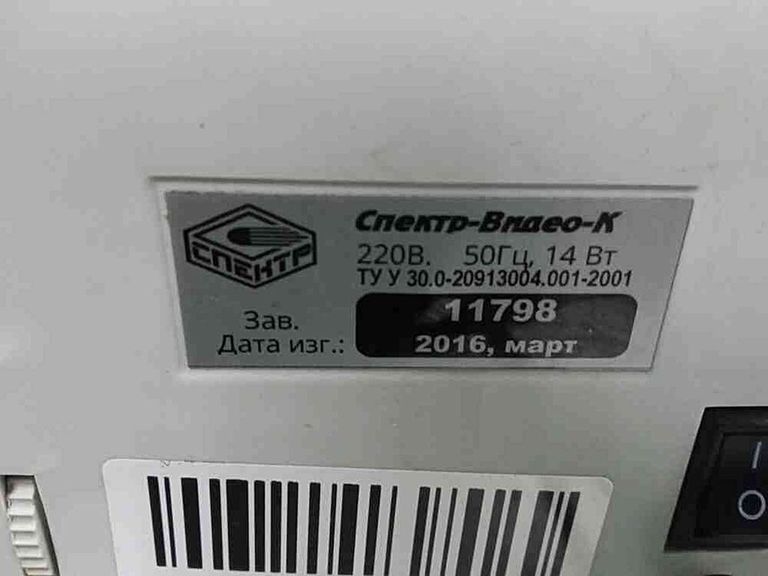 СПЕКТР
Спектр-Видео-К
220В. 50Гц, 14 Вт
ТУ У 30.0-20913004.001-2001
Зав. 11798
Дата изг.: 2016, март